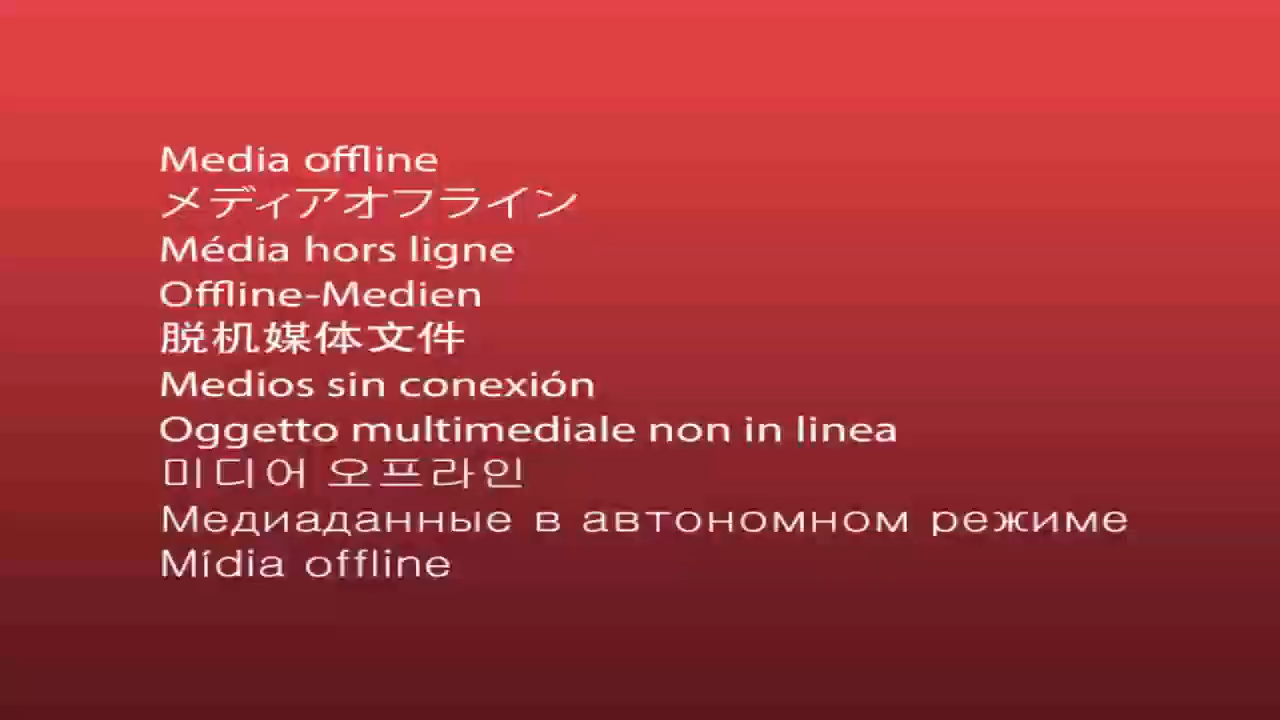 Media offline
メディアオフライン
Média hors ligne
Offline-Medien
脱机媒体文件
Medios sin conexión
Oggetto multimediale non in linea
미디어 오프라인
Медиаданные в автономном режиме
Mídia offline